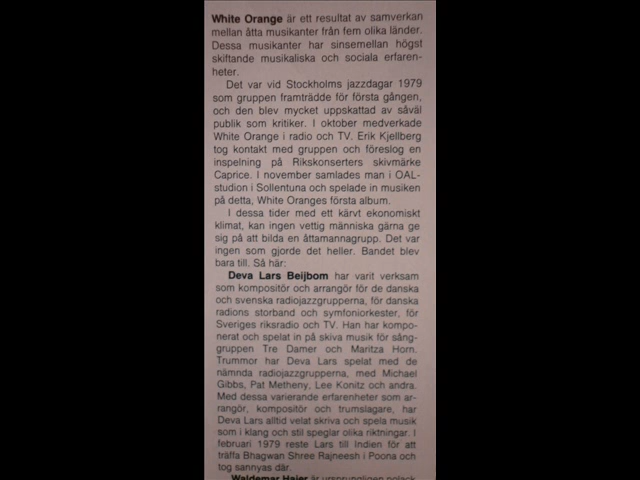 White Orange är ett resultat av samverkan
mellan åtta musikanter från fem olika länder.
Dessa musikanter har sinsemellan högst
skiftande musikaliska och sociala erfaren-
heter.
Det var vid Stockholms jazzdagar 1979
som gruppen framträdde för första gången,
och den blev mycket uppskattad av såväl
publik som kritiker. I oktober medverkade
White Orange i radio och TV. Erik Kjellberg
tog kontakt med gruppen och föreslog en
inspelning på Rikskonserters skivmärke
Caprice. I november samlades man i OAL-
studion i Sollentuna och spelade in musiken
på detta, White Oranges första album.
I dessa tider med ett kärvt ekonomiskt
klimat, kan ingen vettig människa gärna ge
sig på att bilda en åttamannagrupp. Det var
ingen som gjorde det heller. Bandet blev
bara till. Så här:
Deva Lars Beijbom har varit verksam
som kompositör och arrangör för de danska
och svenska radiojazzgrupperna, för danska
radions storband och symfoniorkester, för
Sveriges riksradio och TV. Han har kompo-
nerat och spelat in på skiva musik för sång-
gruppen Tre Damer och Maritza Horn.
Trummor har Deva Lars spelat med de
nämnda radiojazzgrupperna, med Michael
Gibbs, Pat Metheny, Lee Konitz och andra.
Med dessa varierande erfarenheter som ar-
rangör, kompositör och trumslagare, har
Deva Lars alltid velat skriva och spela musik
som i klang och stil speglar olika riktningar. I
februari 1979 reste Lars till Indien för att
träffa Bhagwan Shree Rajneesh i Poona och
tog sannyas där.
Waldemar Hajer är ursprungligen polack